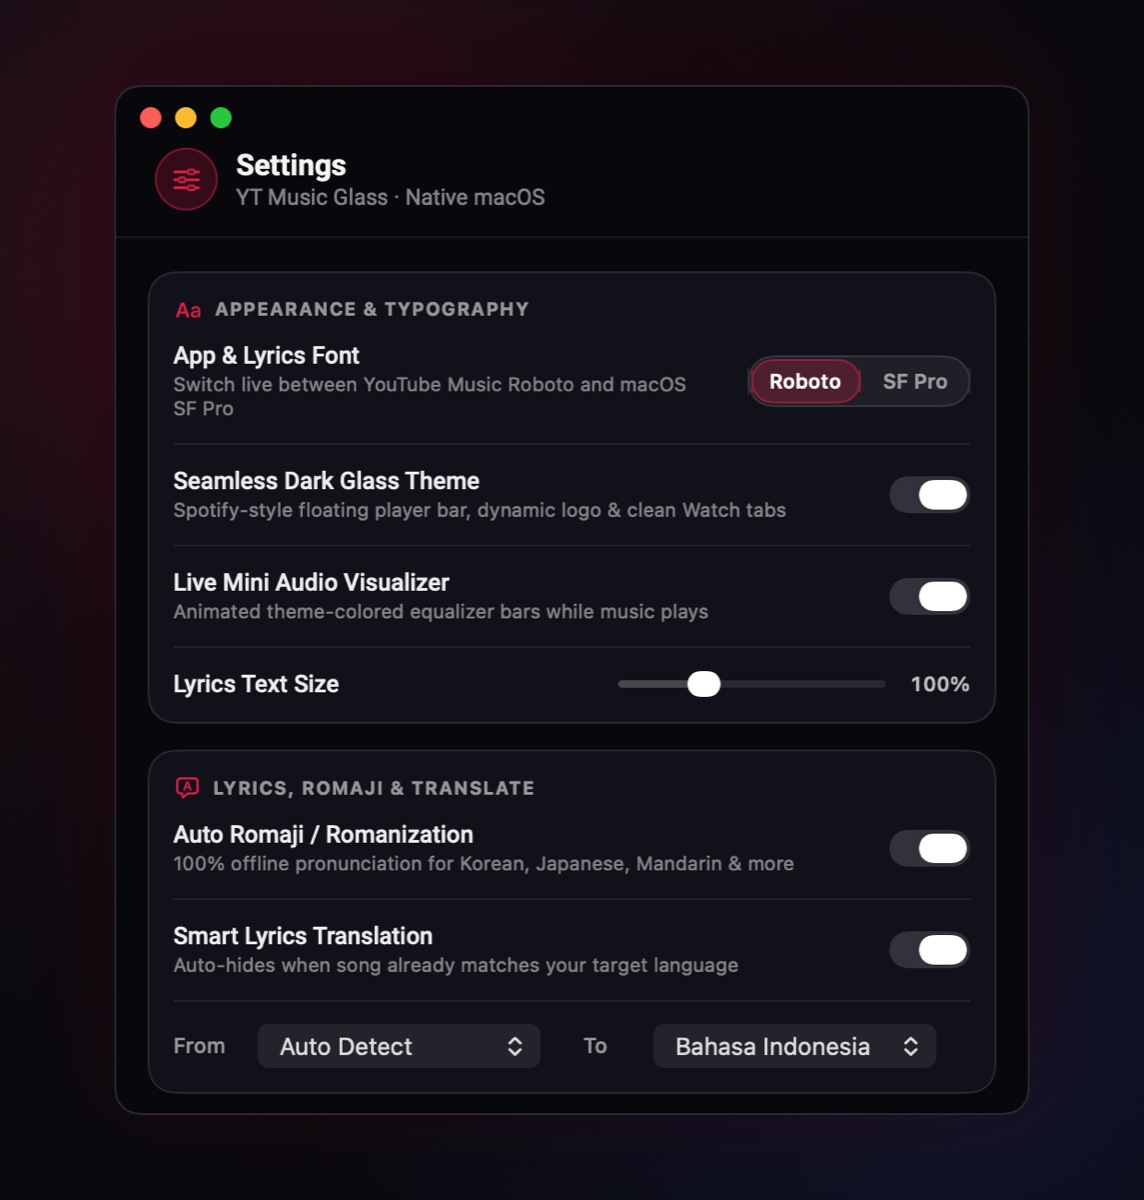 Settings
YT Music Glass · Native macOS
Aa APPEARANCE & TYPOGRAPHY
App & Lyrics Font
Switch live between YouTube Music Roboto and macOS
SF Pro
Roboto SF Pro
Seamless Dark Glass Theme
Spotify-style floating player bar, dynamic logo & clean Watch tabs
Live Mini Audio Visualizer
Animated theme-colored equalizer bars while music plays
Lyrics Text Size 100%
A LYRICS, ROMAJI & TRANSLATE
Auto Romaji / Romanization
100% offline pronunciation for Korean, Japanese, Mandarin & more
Smart Lyrics Translation
Auto-hides when song already matches your target language
From Auto Detect To Bahasa Indonesia